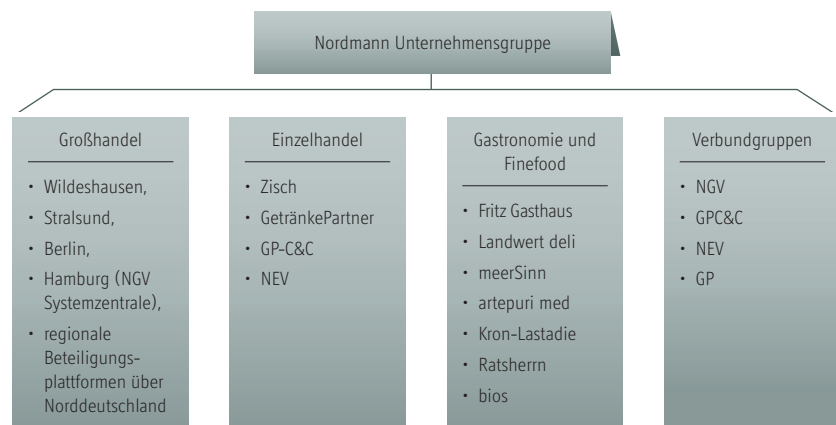 Nordmann Unternehmensgruppe
Großhandel
• Wildeshausen,
• Stralsund,
• Berlin,
• Hamburg (NGV
Systemzentrale),
• regionale
Beteiligungs-
plattformen über
Norddeutschland
Einzelhandel
• Zisch
• GetränkePartner
• GP-C&C
• NEV
Gastronomie und
Finefood
• Fritz Gasthaus
• Landwert deli
• meerSinn
• artepuri med
• Kron-Lastadie
• Ratsherrn
• bios
Verbundgruppen
• NGV
• GPC&C
• NEV
• GP